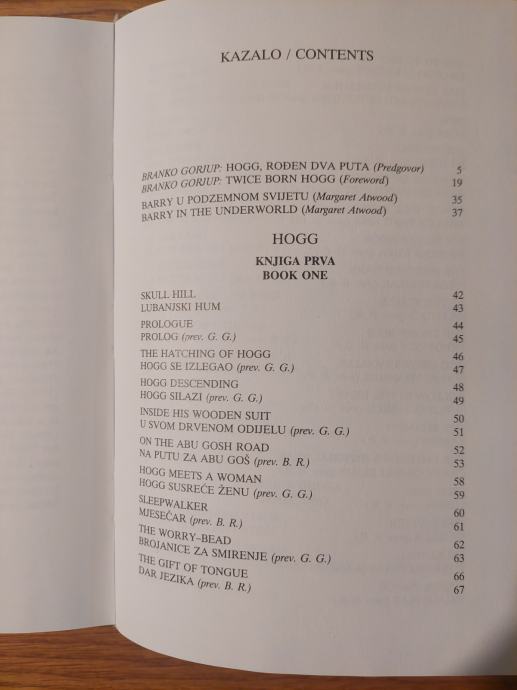 KAZALO / CONTENTS
BRANKO GORJUP: HOGG, ROĐEN DVA PUTA (Predgovor) 5
BRANKO GORJUP: TWICE BORN HOGG (Foreword) 19
BARRY U PODZEMNOM SVIJETU (Margaret Atwood) 35
BARRY IN THE UNDERWORLD (Margaret Atwood) 37
HOGG
KNJIGA PRVA
BOOK ONE
SKULL HILL 42
LUBANJSKI HUM 43
PROLOGUE 44
PROLOG (prev. G. G.) 45
THE HATCHING OF HOGG 46
HOGG SE IZLEGAO (prev. G. G.) 47
HOGG DESCENDING 48
HOGG SILAZI (prev. G. G.) 49
INSIDE HIS WOODEN SUIT 50
U SVOM DRVENOM ODIJELU (prev. G. G.) 51
ON THE ABU GOSH ROAD 52
NA PUTU ZA ABU GOŠ (prev. B. R.) 53
HOGG MEETS A WOMAN 58
HOGG SUSREĆE ŽENU (prev. G. G.) 59
SLEEPWALKER 60
MJESEČAR (prev. B. R.) 61
THE WORRY–BEAD 62
BROJANICE ZA SMIRENJE (prev. G. G.) 63
THE GIFT OF TONGUE 66
DAR JEZIKA (prev. B. R.) 67